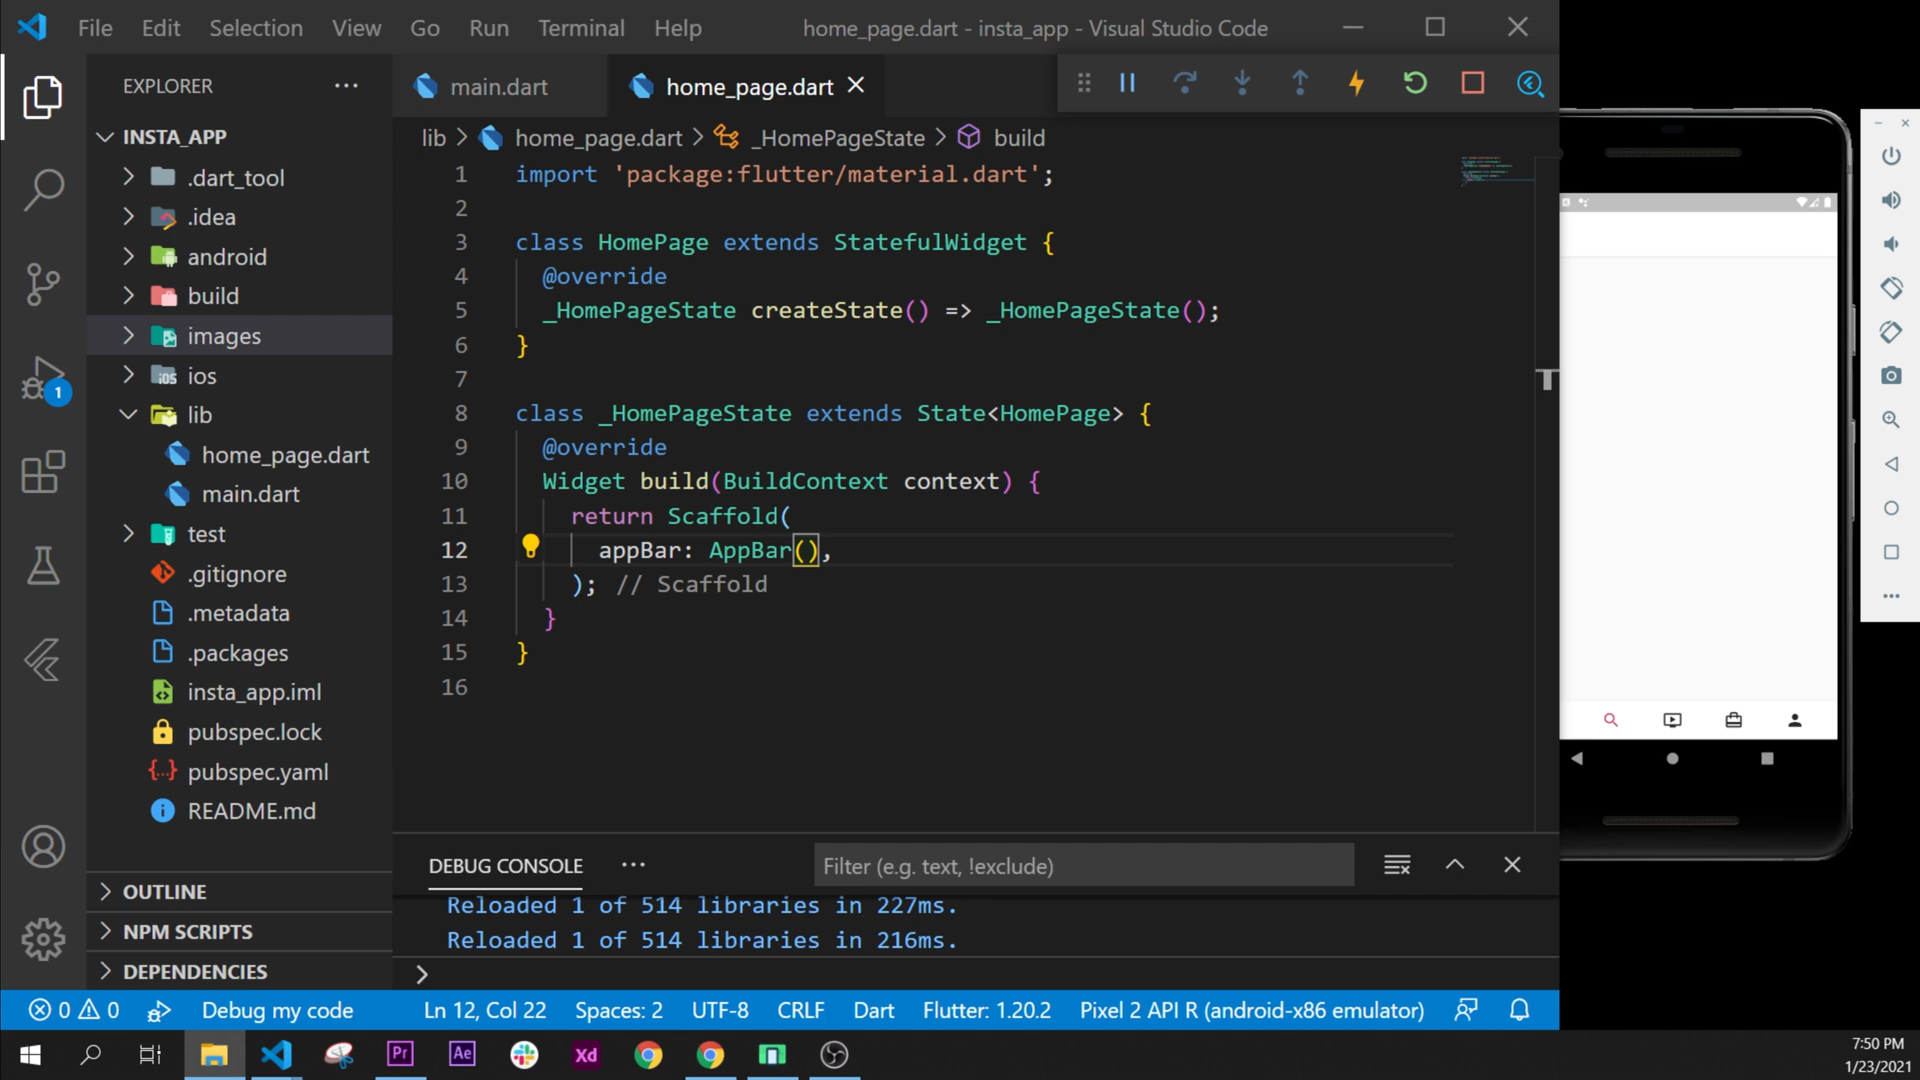 File Edit Selection View Go Run Terminal Help home_page.dart - insta_app - Visual Studio Code
EXPLORER
INSTA_APP
.dart_tool
.idea
android
build
images
ios
lib
home_page.dart
main.dart
test
.gitignore
.metadata
.packages
insta_app.iml
pubspec.lock
pubspec.yaml
README.md
OUTLINE
NPM SCRIPTS
DEPENDENCIES
1
main.dart home_page.dart
lib > home_page.dart > _HomePageState > build
1 import 'package:flutter/material.dart';
2
3 class HomePage extends StatefulWidget {
4 @override
5 _HomePageState createState() => _HomePageState();
6 }
7
8 class _HomePageState extends State<HomePage> {
9 @override
10 Widget build(BuildContext context) {
11 return Scaffold(
12 appBar: AppBar(),
13 ); // Scaffold
14 }
15 }
16
DEBUG CONSOLE Filter (e.g. text, !exclude)
Reloaded 1 of 514 libraries in 227ms.
Reloaded 1 of 514 libraries in 216ms.
0 0 Debug my code Ln 12, Col 22 Spaces: 2 UTF-8 CRLF Dart Flutter: 1.20.2 Pixel 2 API R (android-x86 emulator)
Pr Ae Xd
7:50 PM
1/23/2021